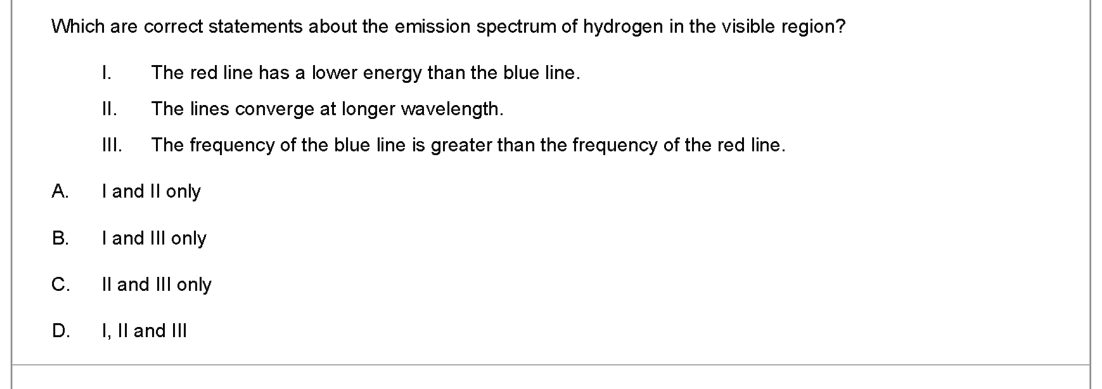 Which are correct statements about the emission spectrum of hydrogen in the visible region?
I. The red line has a lower energy than the blue line.
II. The lines converge at longer wavelength.
III. The frequency of the blue line is greater than the frequency of the red line.
A. I and II only
B. I and III only
C. II and III only
D. I, II and III